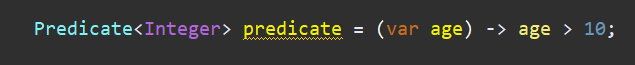 Predicate<Integer> predicate = (var age) -> age > 10;